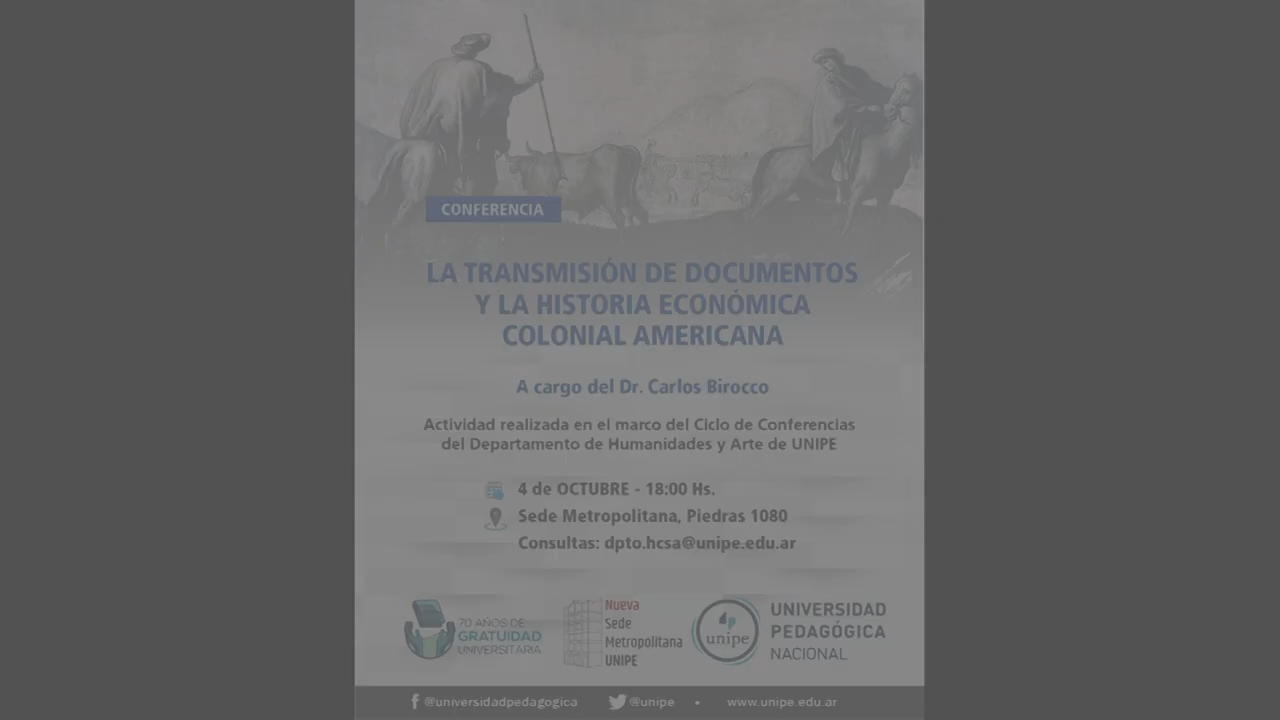 CONFERENCIA
LA TRANSMISIÓN DE DOCUMENTOS
Y LA HISTORIA ECONÓMICA
COLONIAL AMERICANA
A cargo del Dr. Carlos Birocco
Actividad realizada en el marco del Ciclo de Conferencias
del Departamento de Humanidades y Arte de UNIPE
4 de OCTUBRE - 18:00 Hs.
Sede Metropolitana, Piedras 1080
Consultas: dpto.hcsa@unipe.edu.ar
70 AÑOS DE
GRATUIDAD
UNIVERSITARIA
Nueva
Sede
Metropolitana
UNIPE
unipe
UNIVERSIDAD
PEDAGÓGICA
NACIONAL
@universidadpedagogica @unipe • www.unipe.edu.ar